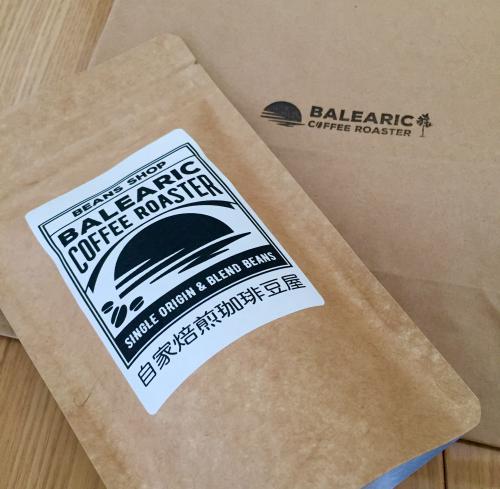 BEANS SHOP
BALEARIC
COFFEE ROASTER
SINGLE ORIGIN & BLEND BEANS
自家焙煎珈琲豆屋
BALEARIC
COFFEE ROASTER